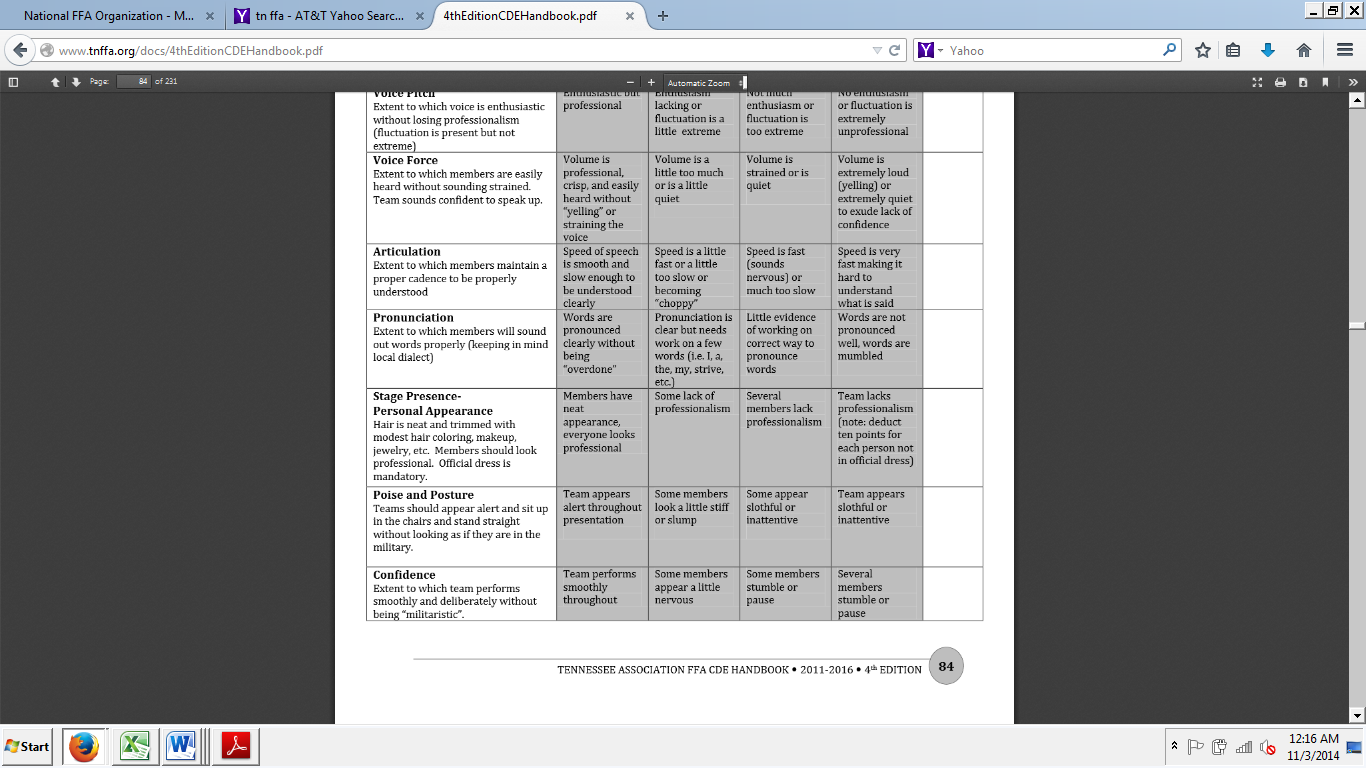 National FFA Organization - M...
tn ffa - AT&T Yahoo Searc...
4thEditionCDEHandbook.pdf
www.tnffa.org/docs/4thEditionCDEHandbook.pdf
Yahoo
Page: 84 of 231
Automatic Zoom
Voice Pitch
Extent to which voice is enthusiastic
without losing professionalism
(fluctuation is present but not
extreme)
Enthusiastic but
professional
Enthusiasm
lacking or
fluctuation is a
little extreme
Not much
enthusiasm or
fluctuation is
too extreme
No enthusiasm
or fluctuation is
extremely
unprofessional
Voice Force
Extent to which members are easily
heard without sounding strained.
Team sounds confident to speak up.
Volume is
professional,
crisp, and easily
heard without
"yelling" or
straining the
voice
Volume is a
little too much
or is a little
quiet
Volume is
strained or is
quiet
Volume is
extremely loud
(yelling) or
extremely quiet
to exude lack of
confidence
Articulation
Extent to which members maintain a
proper cadence to be properly
understood
Speed of speech
is smooth and
slow enough to
be understood
clearly
Speed is a little
fast or a little
too slow or
becoming
"choppy"
Speed is fast
(sounds
nervous) or
much too slow
Speed is very
fast making it
hard to
understand
what is said
Pronunciation
Extent to which members will sound
out words properly (keeping in mind
local dialect)
Words are
pronounced
clearly without
being
"overdone"
Pronunciation is
clear but needs
work on a few
words (i.e. I, a,
the, my, strive,
etc.)
Little evidence
of working on
correct way to
pronounce
words
Words are not
pronounced
well, words are
mumbled
Stage Presence-
Personal Appearance
Hair is neat and trimmed with
modest hair coloring, makeup,
jewelry, etc. Members should look
professional. Official dress is
mandatory.
Members have
neat
appearance,
everyone looks
professional
Some lack of
professionalism
Several
members lack
professionalism
Team lacks
professionalism
(note: deduct
ten points for
each person not
in official dress)
Poise and Posture
Teams should appear alert and sit up
in the chairs and stand straight
without looking as if they are in the
military.
Team appears
alert throughout
presentation
Some members
look a little stiff
or slump
Some appear
slothful or
inattentive
Team appears
slothful or
inattentive
Confidence
Extent to which team performs
smoothly and deliberately without
being "militaristic".
Team performs
smoothly
throughout
Some members
appear a little
nervous
Some members
stumble or
pause
Several
members
stumble or
pause
TENNESSEE ASSOCIATION FFA CDE HANDBOOK • 2011-2016 • 4th EDITION 84
Start
12:16 AM
11/3/2014